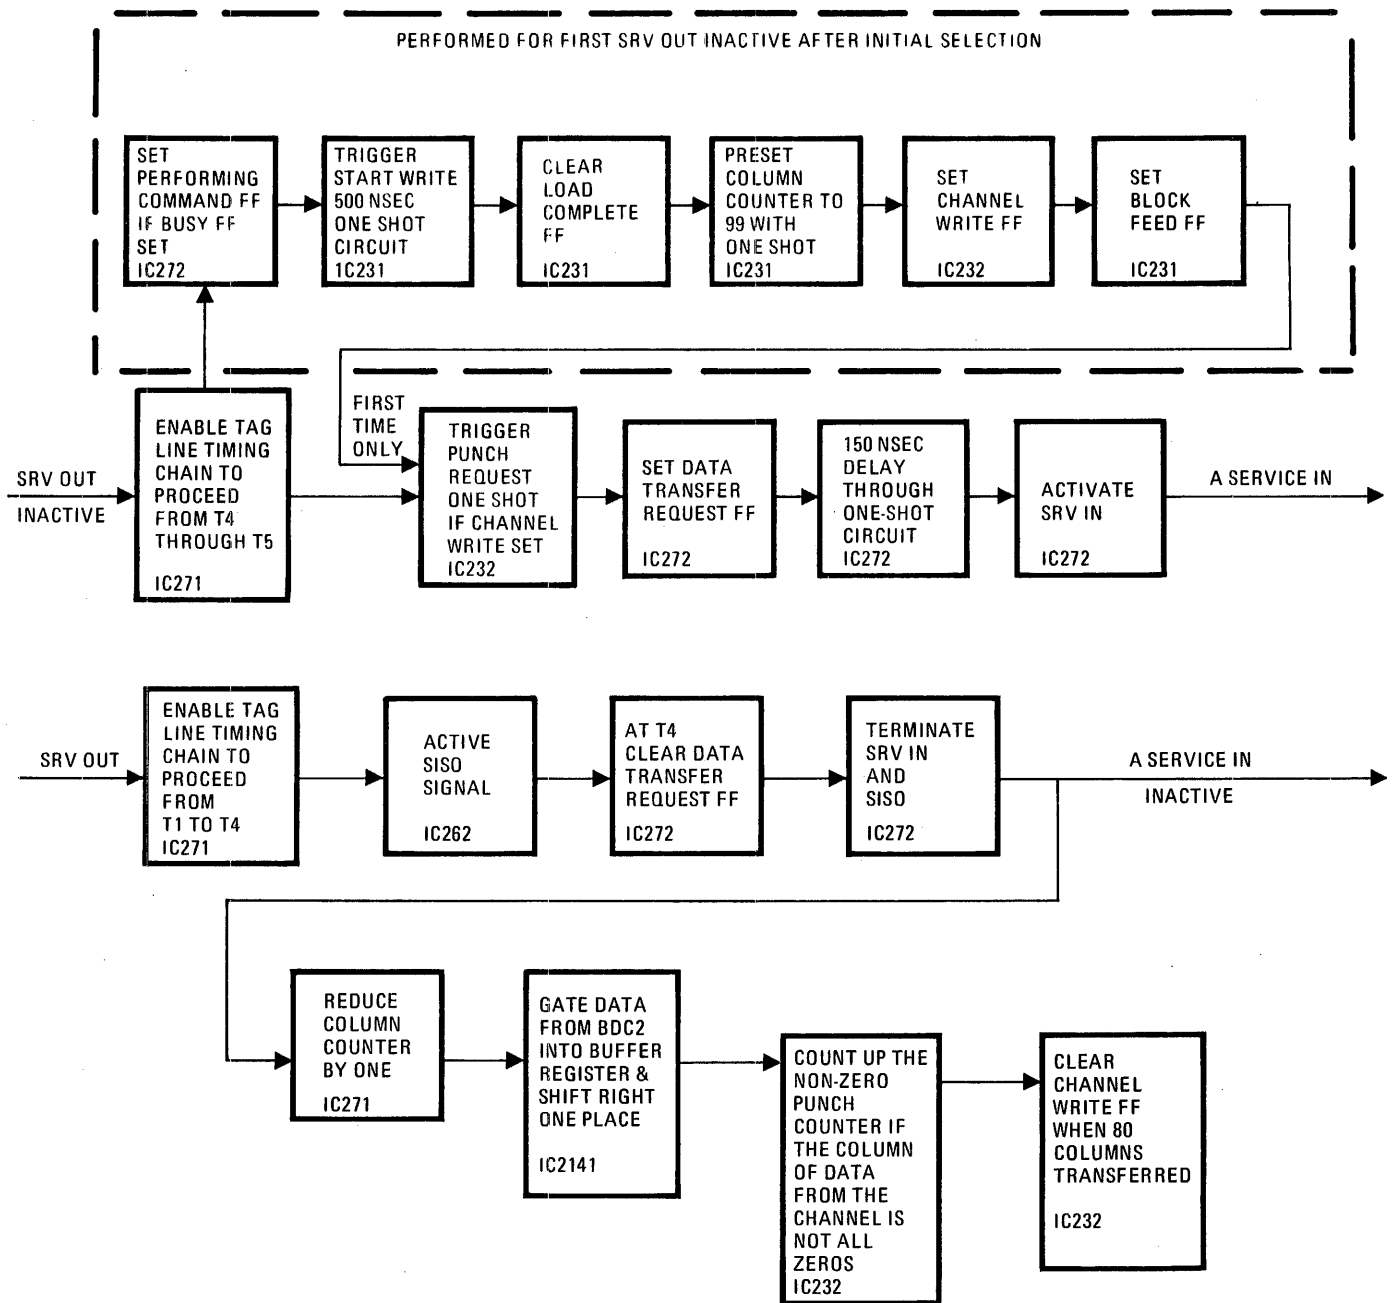 PERFORMED FOR FIRST SRV OUT INACTIVE AFTER INITIAL SELECTION
SET
PERFORMING
COMMAND FF
IF BUSY FF
SET
IC272
TRIGGER
START WRITE
500 NSEC
ONE SHOT
CIRCUIT
1C231
CLEAR
LOAD
COMPLETE
FF
IC231
PRESET
COLUMN
COUNTER TO
99 WITH
ONE SHOT
IC231
SET
CHANNEL
WRITE FF
IC232
SET
BLOCK
FEED FF
IC231
SRV OUT
INACTIVE
ENABLE TAG
LINE TIMING
CHAIN TO
PROCEED
FROM T4
THROUGH T5
IC271
FIRST
TIME
ONLY
TRIGGER
PUNCH
REQUEST
ONE SHOT
IF CHANNEL
WRITE SET
IC232
SET DATA
TRANSFER
REQUEST FF
IC272
150 NSEC
DELAY
THROUGH
ONE-SHOT
CIRCUIT
IC272
ACTIVATE
SRV IN
IC272
A SERVICE IN
SRV OUT
ENABLE TAG
LINE TIMING
CHAIN TO
PROCEED
FROM
T1 TO T4
IC271
ACTIVE
SISO
SIGNAL
IC262
AT T4
CLEAR DATA
TRANSFER
REQUEST FF
IC272
TERMINATE
SRV IN
AND
SISO
IC272
A SERVICE IN
INACTIVE
REDUCE
COLUMN
COUNTER
BY ONE
IC271
GATE DATA
FROM BDC2
INTO BUFFER
REGISTER &
SHIFT RIGHT
ONE PLACE
IC2141
COUNT UP THE
NON-ZERO
PUNCH
COUNTER IF
THE COLUMN
OF DATA
FROM THE
CHANNEL IS
NOT ALL
ZEROS
IC232
CLEAR
CHANNEL
WRITE FF
WHEN 80
COLUMNS
TRANSFERRED
IC232